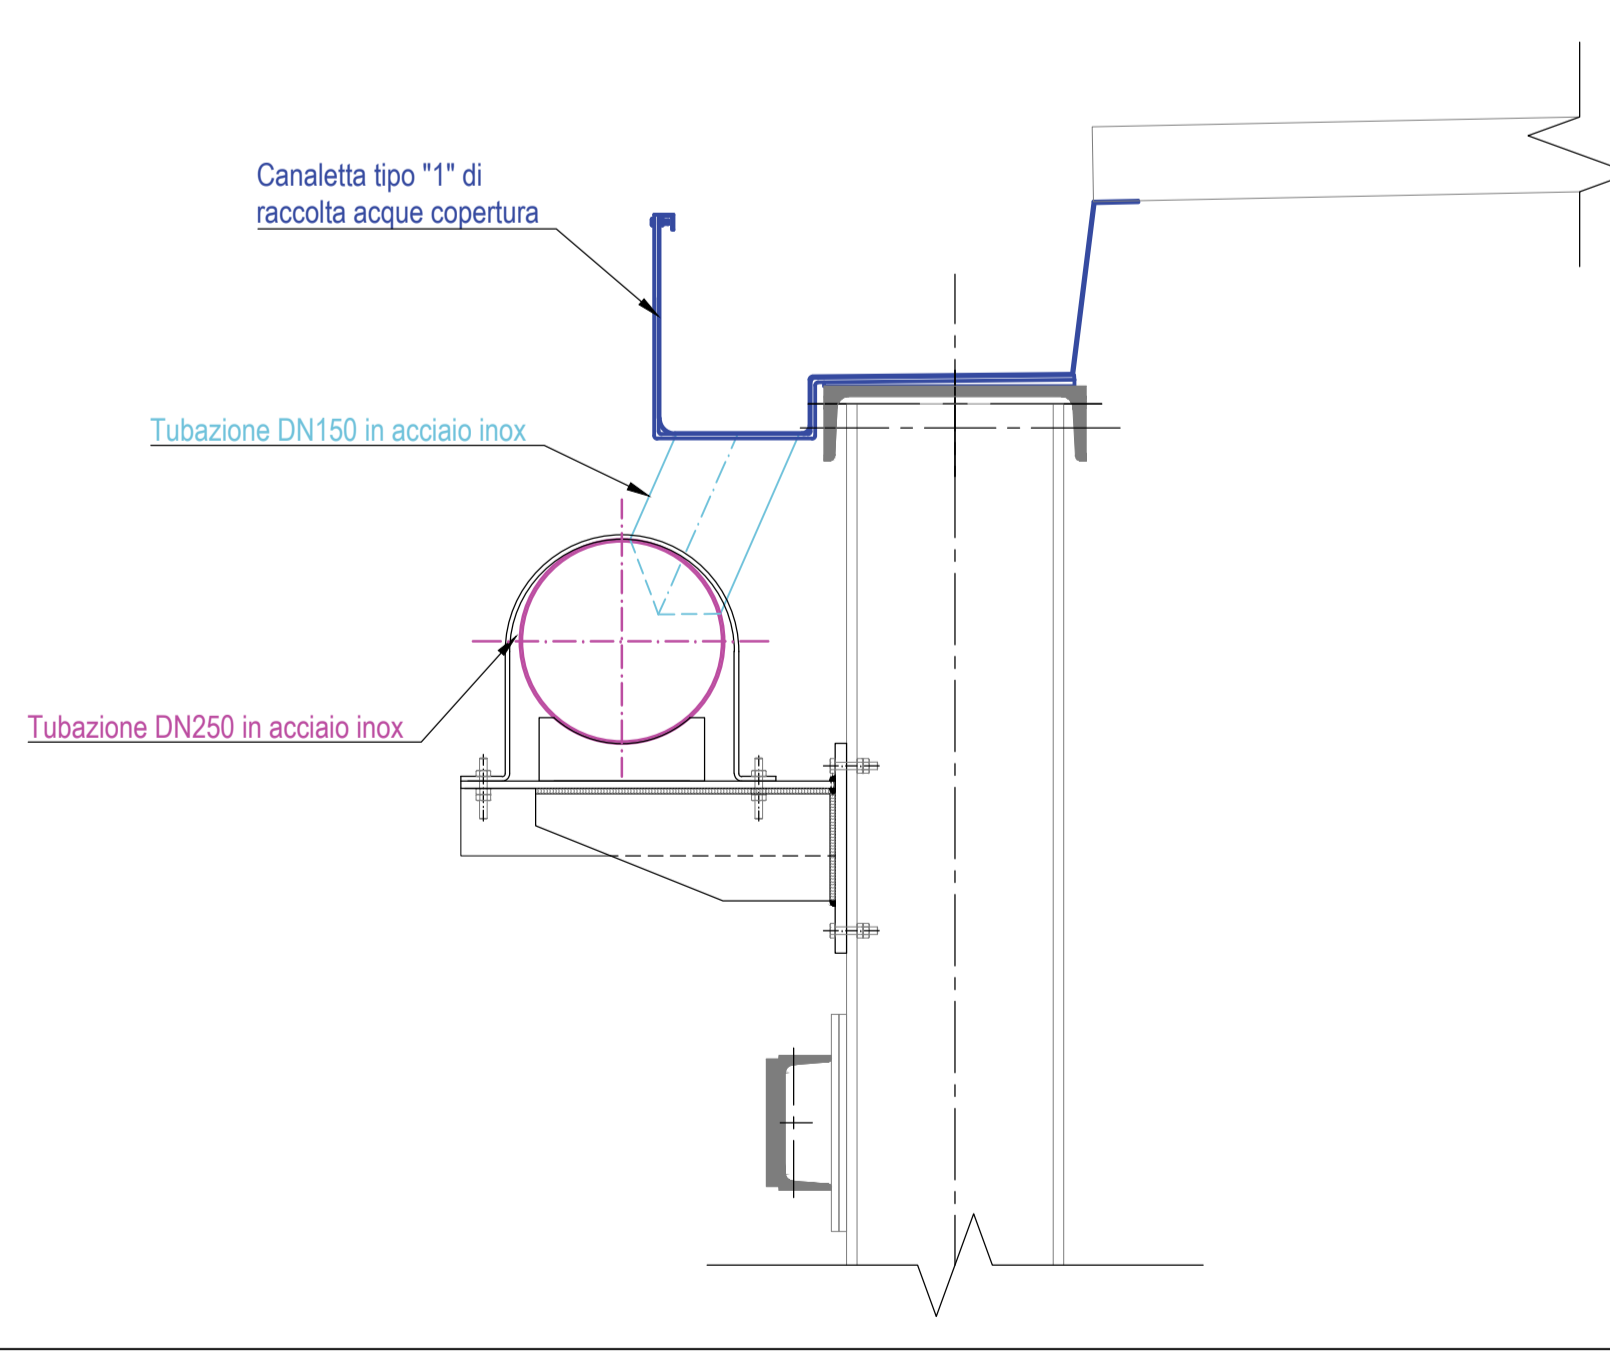 Canaletta tipo "1" di
raccolta acque copertura
Tubazione DN150 in acciaio inox
Tubazione DN250 in acciaio inox